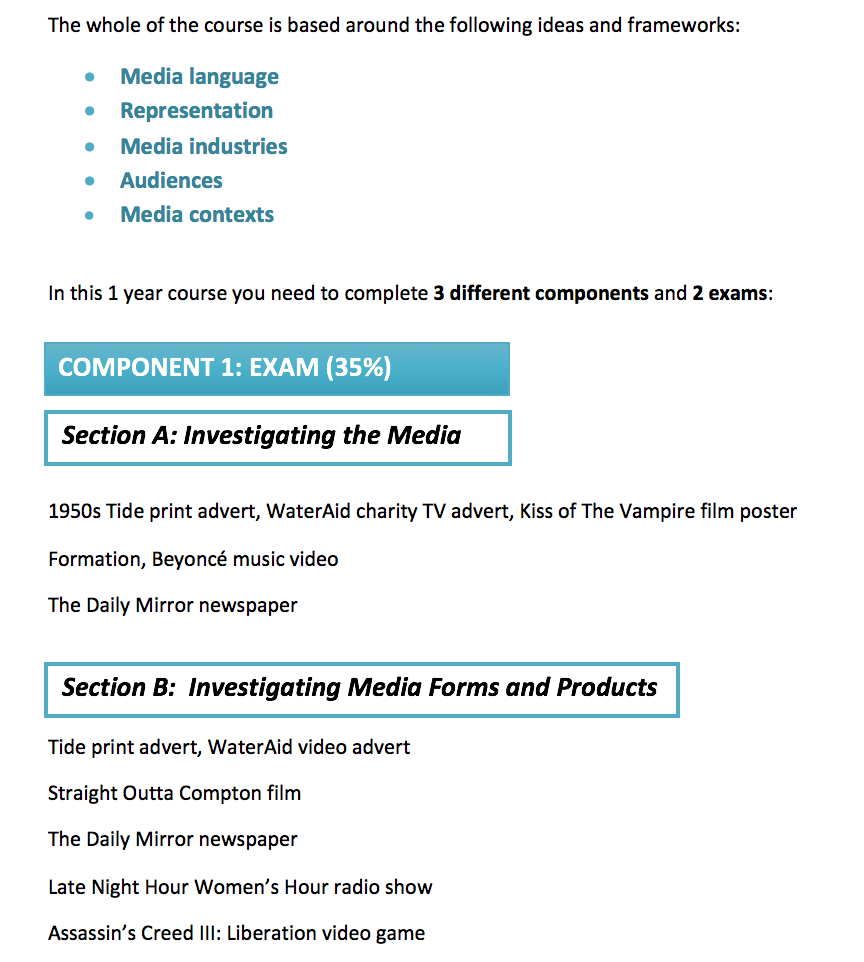 The whole of the course is based around the following ideas and frameworks:
• Media language
• Representation
• Media industries
• Audiences
• Media contexts
In this 1 year course you need to complete 3 different components and 2 exams:
COMPONENT 1: EXAM (35%)
Section A: Investigating the Media
1950s Tide print advert, WaterAid charity TV advert, Kiss of The Vampire film poster
Formation, Beyoncé music video
The Daily Mirror newspaper
Section B:  Investigating Media Forms and Products
Tide print advert, WaterAid video advert
Straight Outta Compton film
The Daily Mirror newspaper
Late Night Hour Women’s Hour radio show
Assassin’s Creed III: Liberation video game